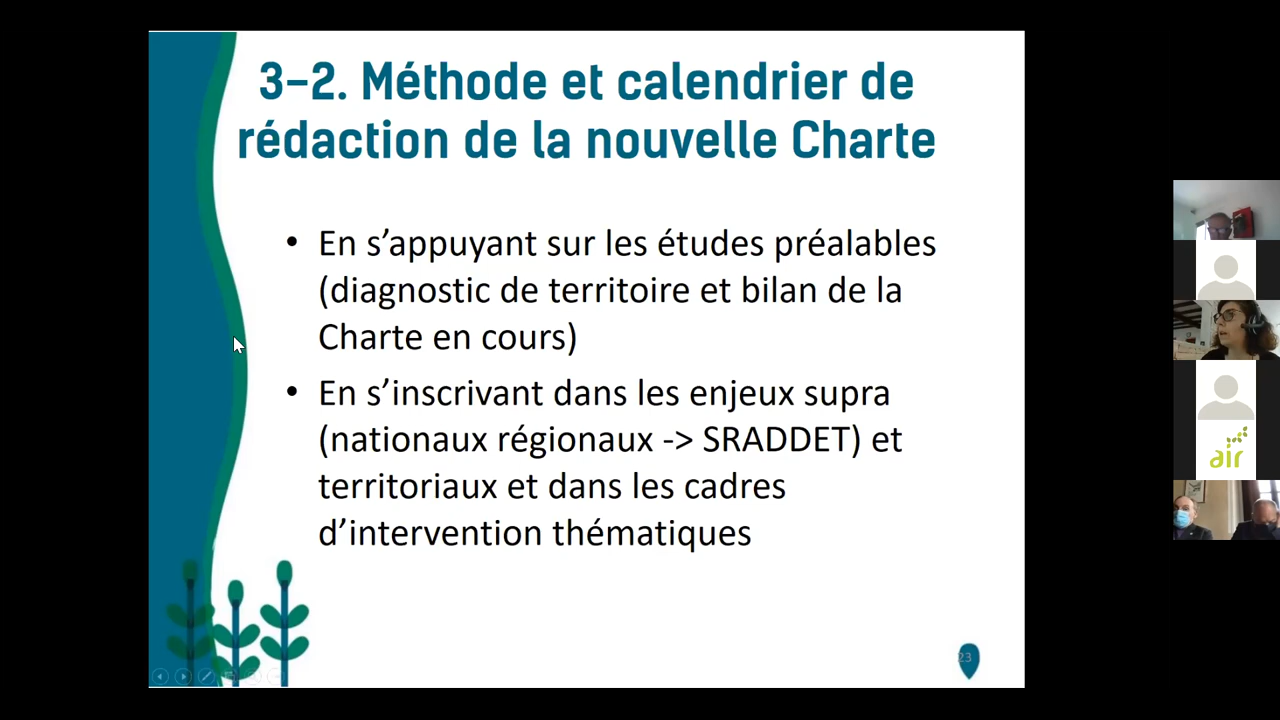 3-2. Méthode et calendrier de
rédaction de la nouvelle Charte
• En s’appuyant sur les études préalables
(diagnostic de territoire et bilan de la
Charte en cours)
• En s’inscrivant dans les enjeux supra
(nationaux régionaux -> SRADDET) et
territoriaux et dans les cadres
d’intervention thématiques
23
air